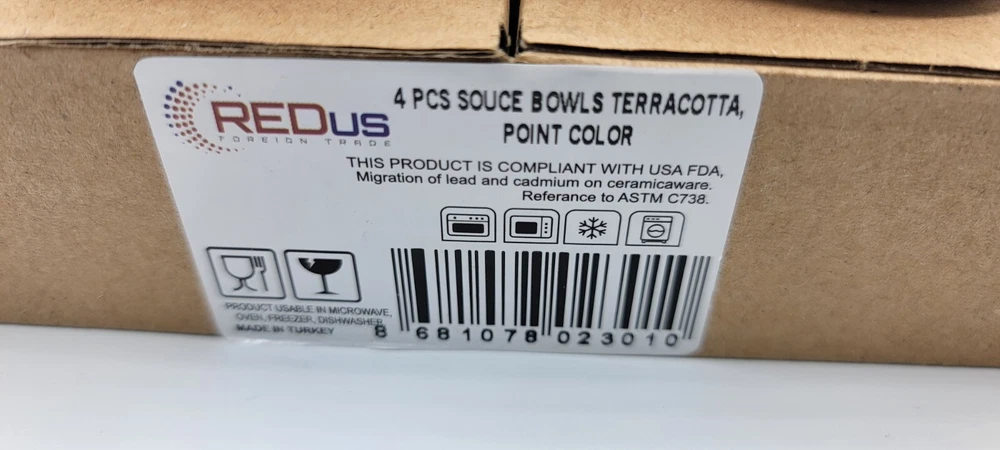 REDUS
FOREIGN TRADE
4 PCS SOUCE BOWLS TERRACOTTA,
POINT COLOR
THIS PRODUCT IS COMPLIANT WITH USA FDA,
Migration of lead and cadmium on ceramicaware.
Referance to ASTM C738.
PRODUCT USABLE IN MICROWAVE,
OVEN, FREEZER, DISHWASHER
MADE IN TURKEY
8 681078 023010